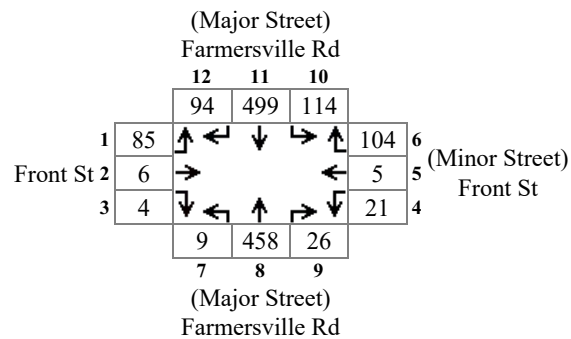 (Major Street)
Farmersville Rd
12 11 10
94 499 114
1 85 104 6
Front St 2 6 5 5 (Minor Street)
Front St
3 4 21 4
9 458 26
7 8 9
(Major Street)
Farmersville Rd